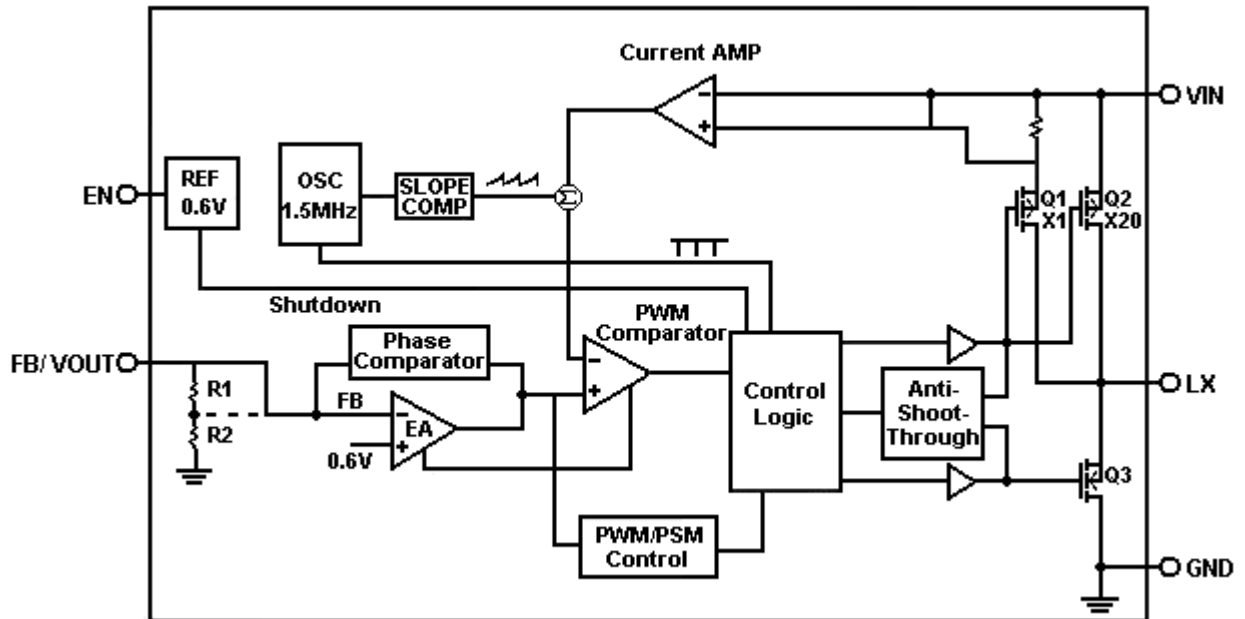 Current AMP
VIN
EN
REF
0.6V
OSC
1.5MHz
SLOPE
COMP
Σ
Q1
X1
Q2
X20
Shutdown
PWM
Comparator
FB/ VOUT
R1
R2
Phase
Comparator
FB
EA
0.6V
Control
Logic
Anti-
Shoot-
Through
LX
Q3
PWM/PSM
Control
GND